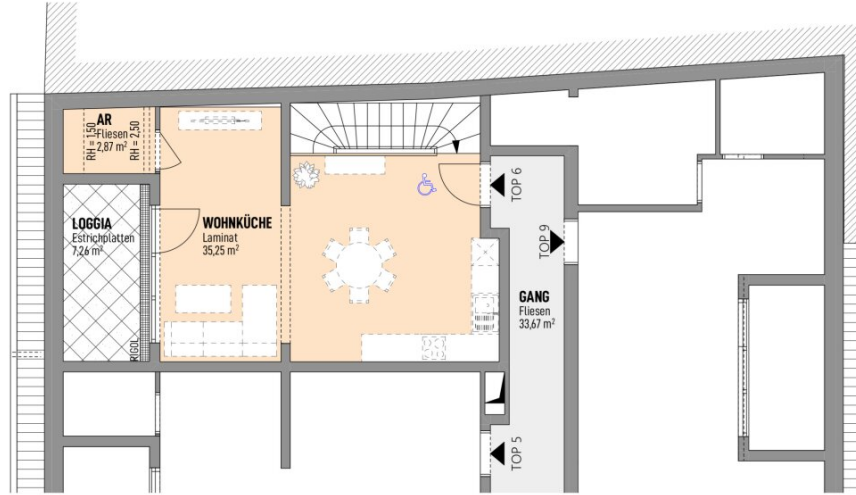 AR
Fliesen
2,87 m²
RH = 1,50
RH = 2,50
LOGGIA
Estrichplatten
7,26 m²
RIGOL
WOHNKÜCHE
Laminat
35,25 m²
TOP 6
TOP 9
GANG
Fliesen
33,67 m²
TOP 5